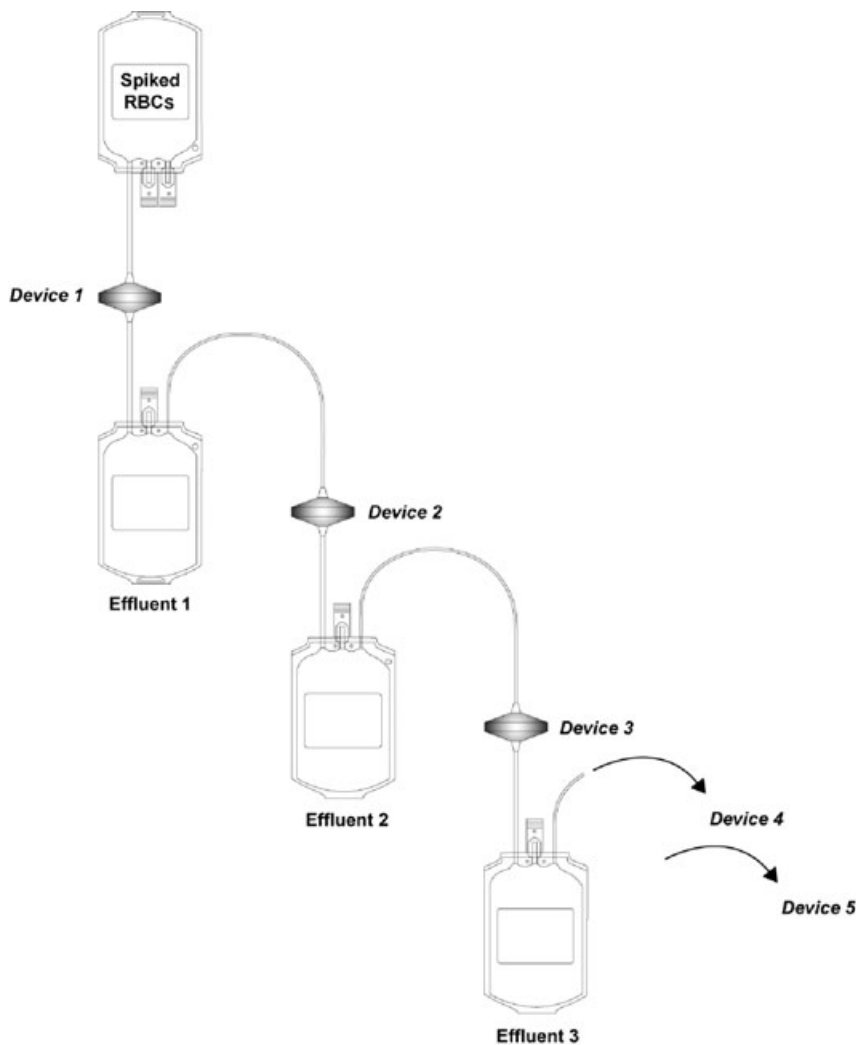 Spiked
RBCs
Device 1
Device 2
Effluent 1
Device 3
Effluent 2
Device 4
Device 5
Effluent 3